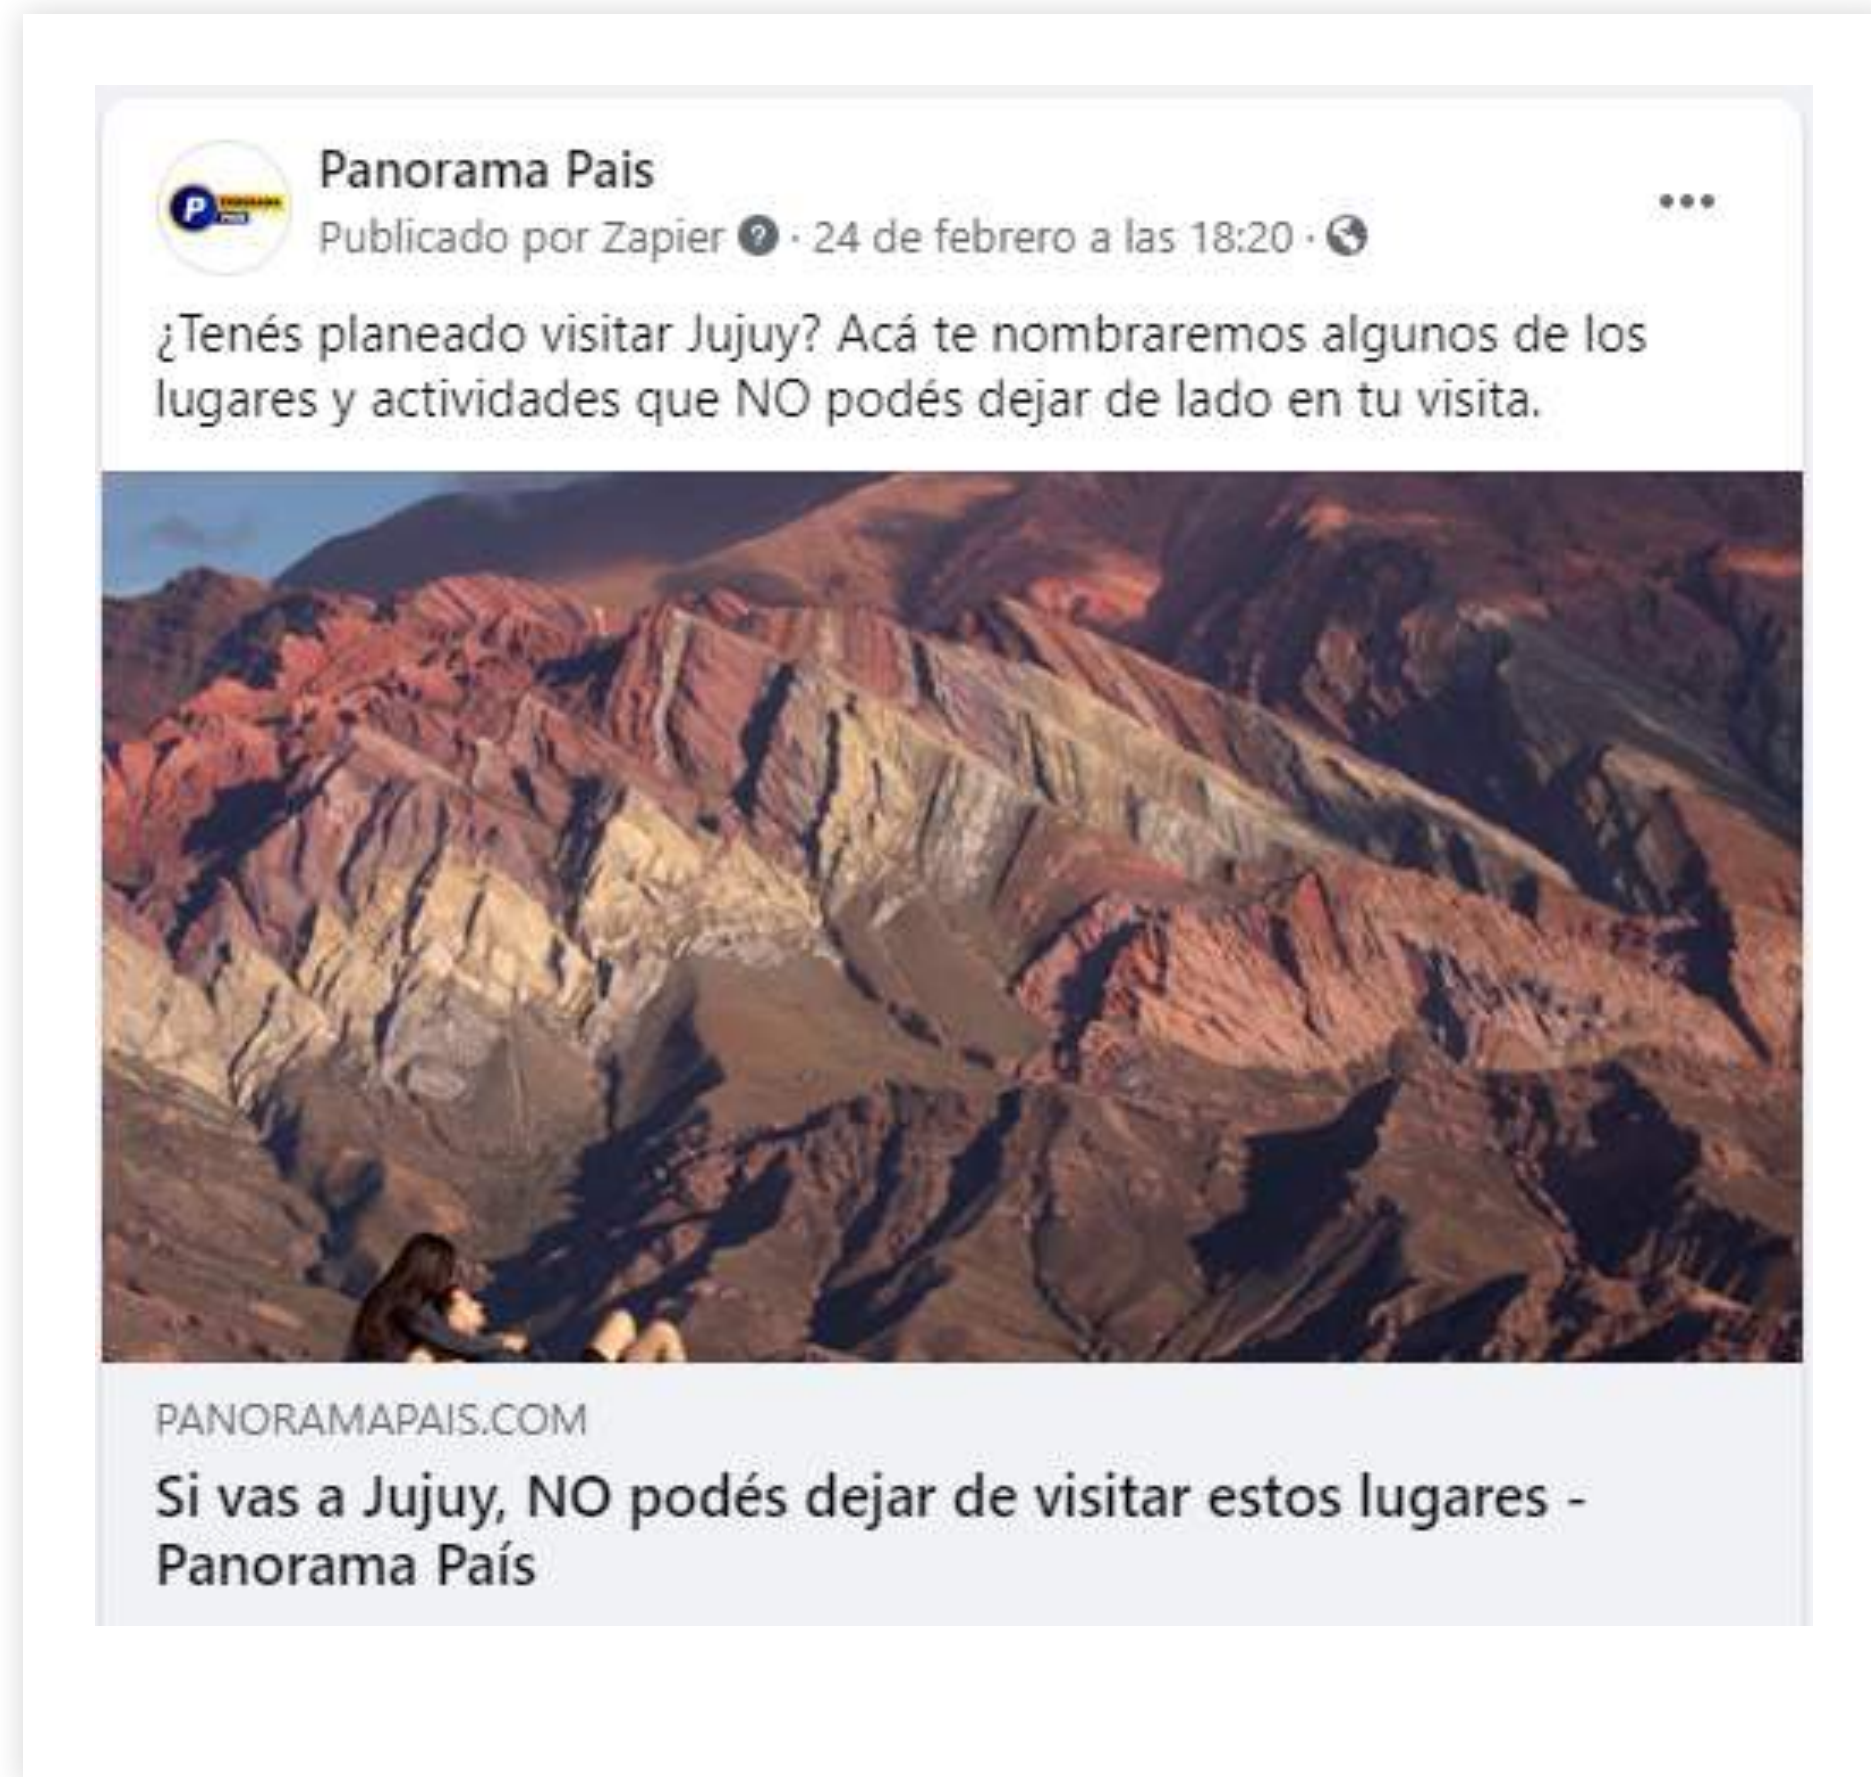 Panorama Pais
Publicado por Zapier · 24 de febrero a las 18:20 ·
¿Tenés planeado visitar Jujuy? Acá te nombraremos algunos de los
lugares y actividades que NO podés dejar de lado en tu visita.
PANORAMAPAIS.COM
Si vas a Jujuy, NO podés dejar de visitar estos lugares -
Panorama País